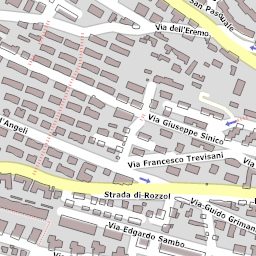 San Pasquale
Via dell'Eremo
Via Giuseppe Sinico
d'Angeli
Via Francesco Trevisani
Strada di Rozzol
Via Guido Grimani
Via Edgardo Sambo